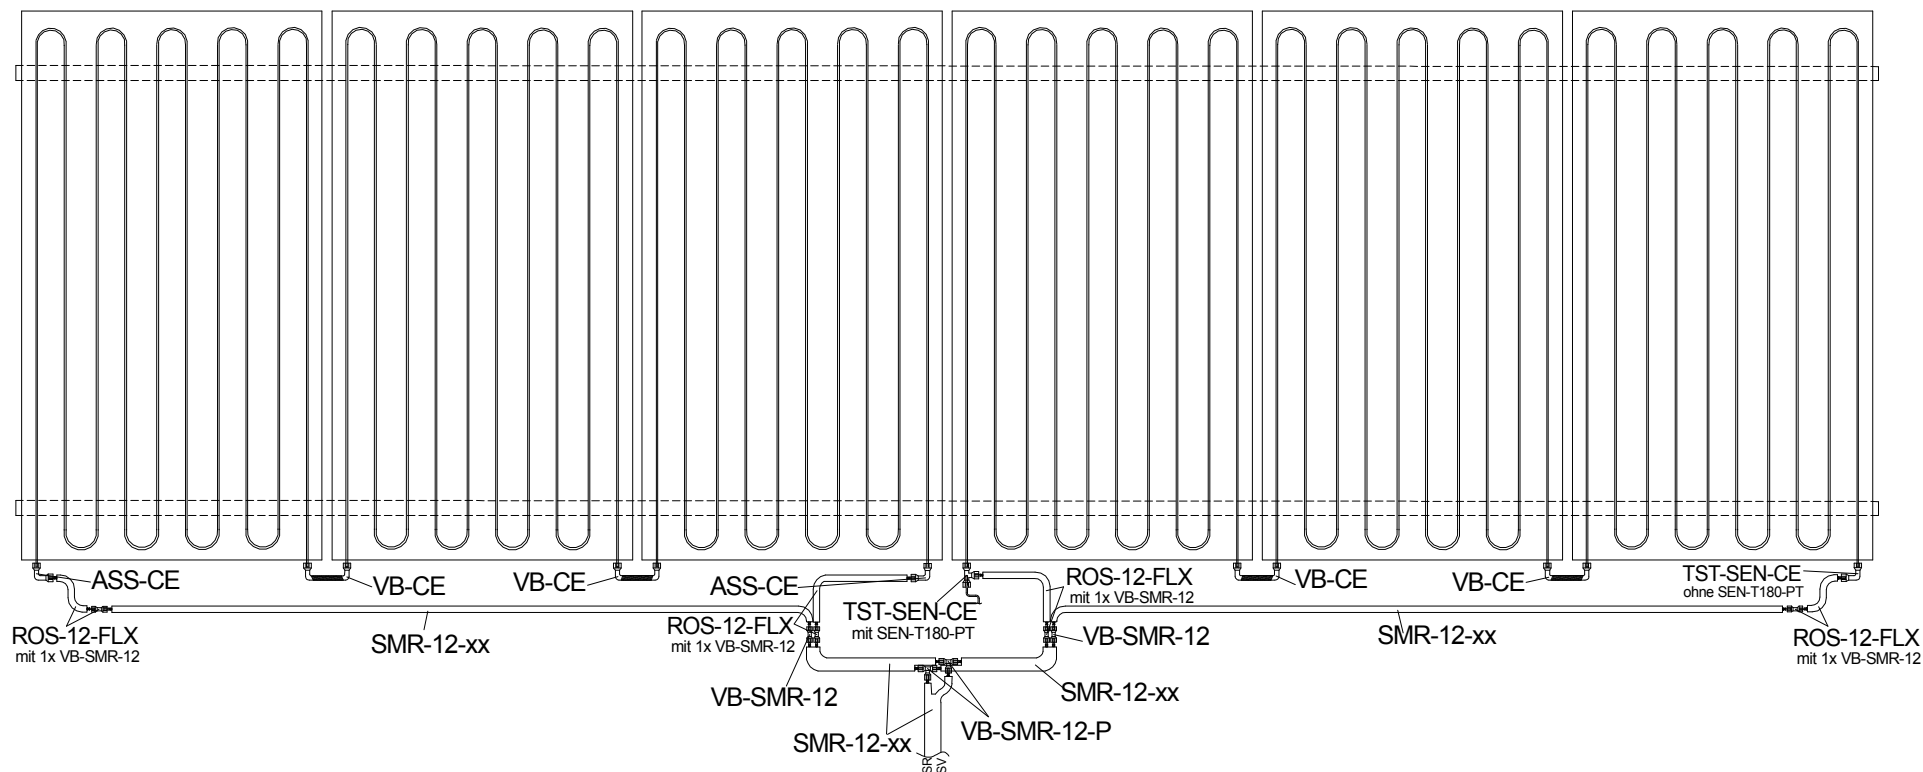 ASS-CE
VB-CE
VB-CE
ASS-CE
TST-SEN-CE
mit SEN-T180-PT
ROS-12-FLX
mit 1x VB-SMR-12
VB-CE
VB-CE
TST-SEN-CE
ohne SEN-T180-PT
ROS-12-FLX
mit 1x VB-SMR-12
SMR-12-xx
ROS-12-FLX
mit 1x VB-SMR-12
VB-SMR-12
SMR-12-xx
ROS-12-FLX
mit 1x VB-SMR-12
VB-SMR-12
SMR-12-xx
SMR-12-xx
VB-SMR-12-P
SR
SV